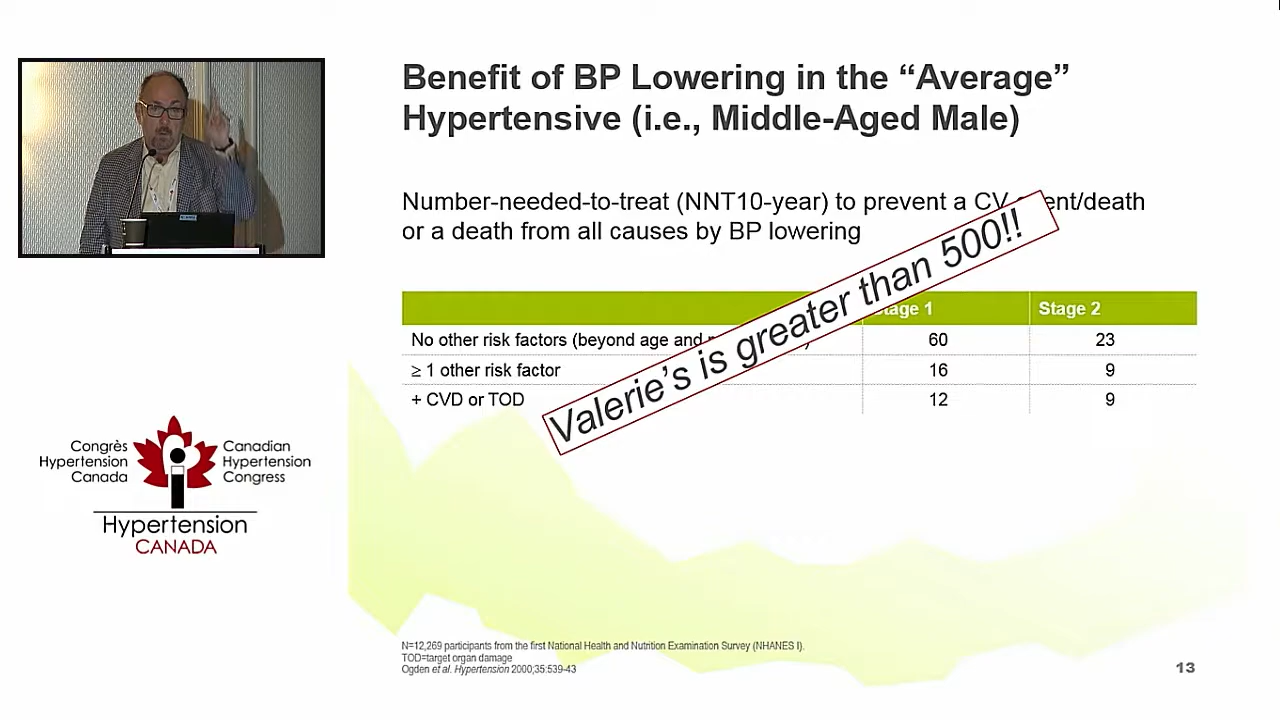 Benefit of BP Lowering in the “Average”
Hypertensive (i.e., Middle-Aged Male)
Number-needed-to-treat (NNT10-year) to prevent a CV ent/death
or a death from all causes by BP lowering
Valerie’s is greater than 500!!
tage 1 Stage 2
No other risk factors (beyond age and 60 23
≥ 1 other risk factor 16 9
+ CVD or TOD 12 9
Congrès
Hypertension
Canada
Canadian
Hypertension
Congress
Hypertension
CANADA
N=12,269 participants from the first National Health and Nutrition Examination Survey (NHANES I).
TOD=target organ damage
Ogden et al. Hypertension 2000;35:539-43
13